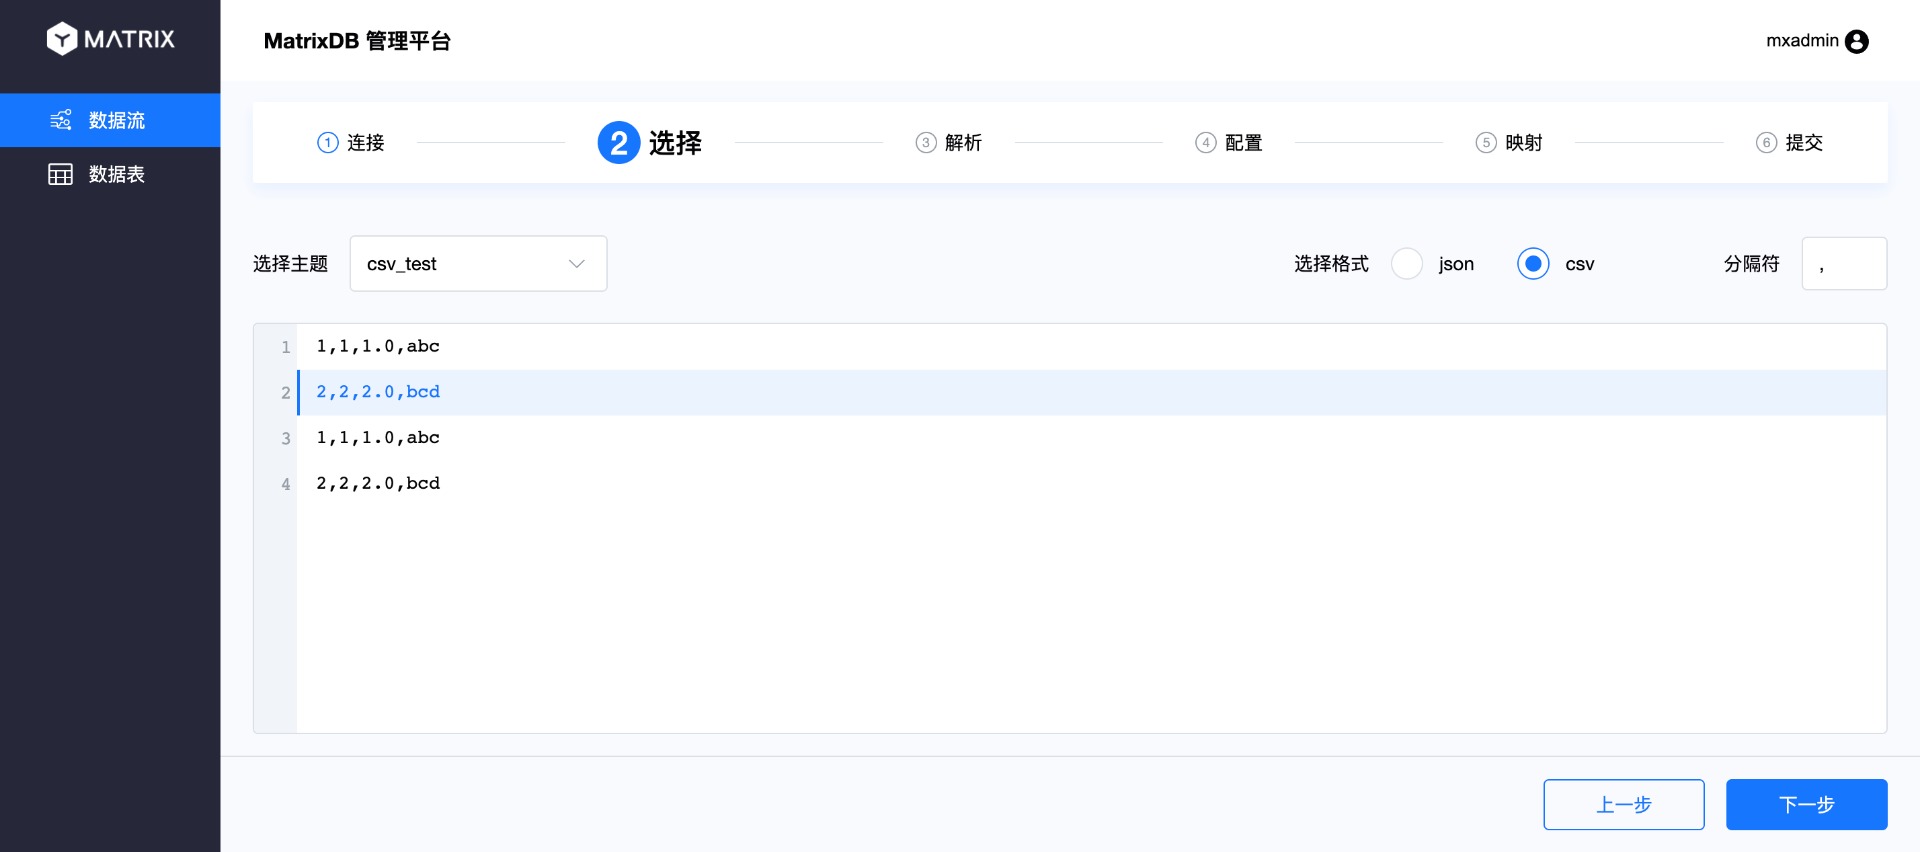 MATRIX
MatrixDB 管理平台
mxadmin
数据流
数据表
1 连接
2 选择
3 解析
4 配置
5 映射
6 提交
选择主题
csv_test
选择格式
json
csv
分隔符
,
1 1,1,1.0,abc
2 2,2,2.0,bcd
3 1,1,1.0,abc
4 2,2,2.0,bcd
上一步
下一步